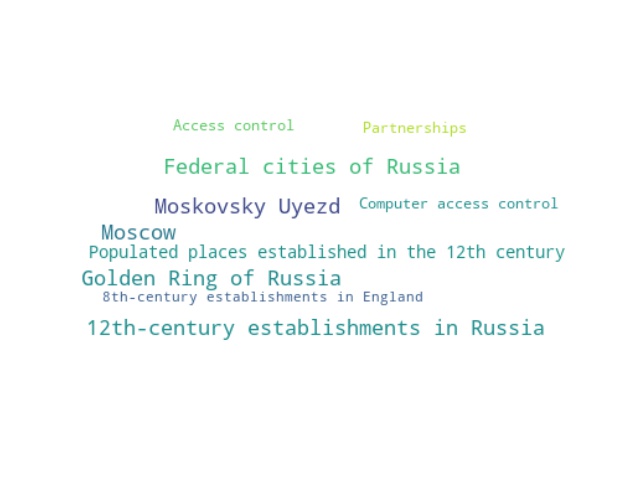 Access control
Partnerships
Federal cities of Russia
Moskovsky Uyezd
Computer access control
Moscow
Populated places established in the 12th century
Golden Ring of Russia
8th-century establishments in England
12th-century establishments in Russia